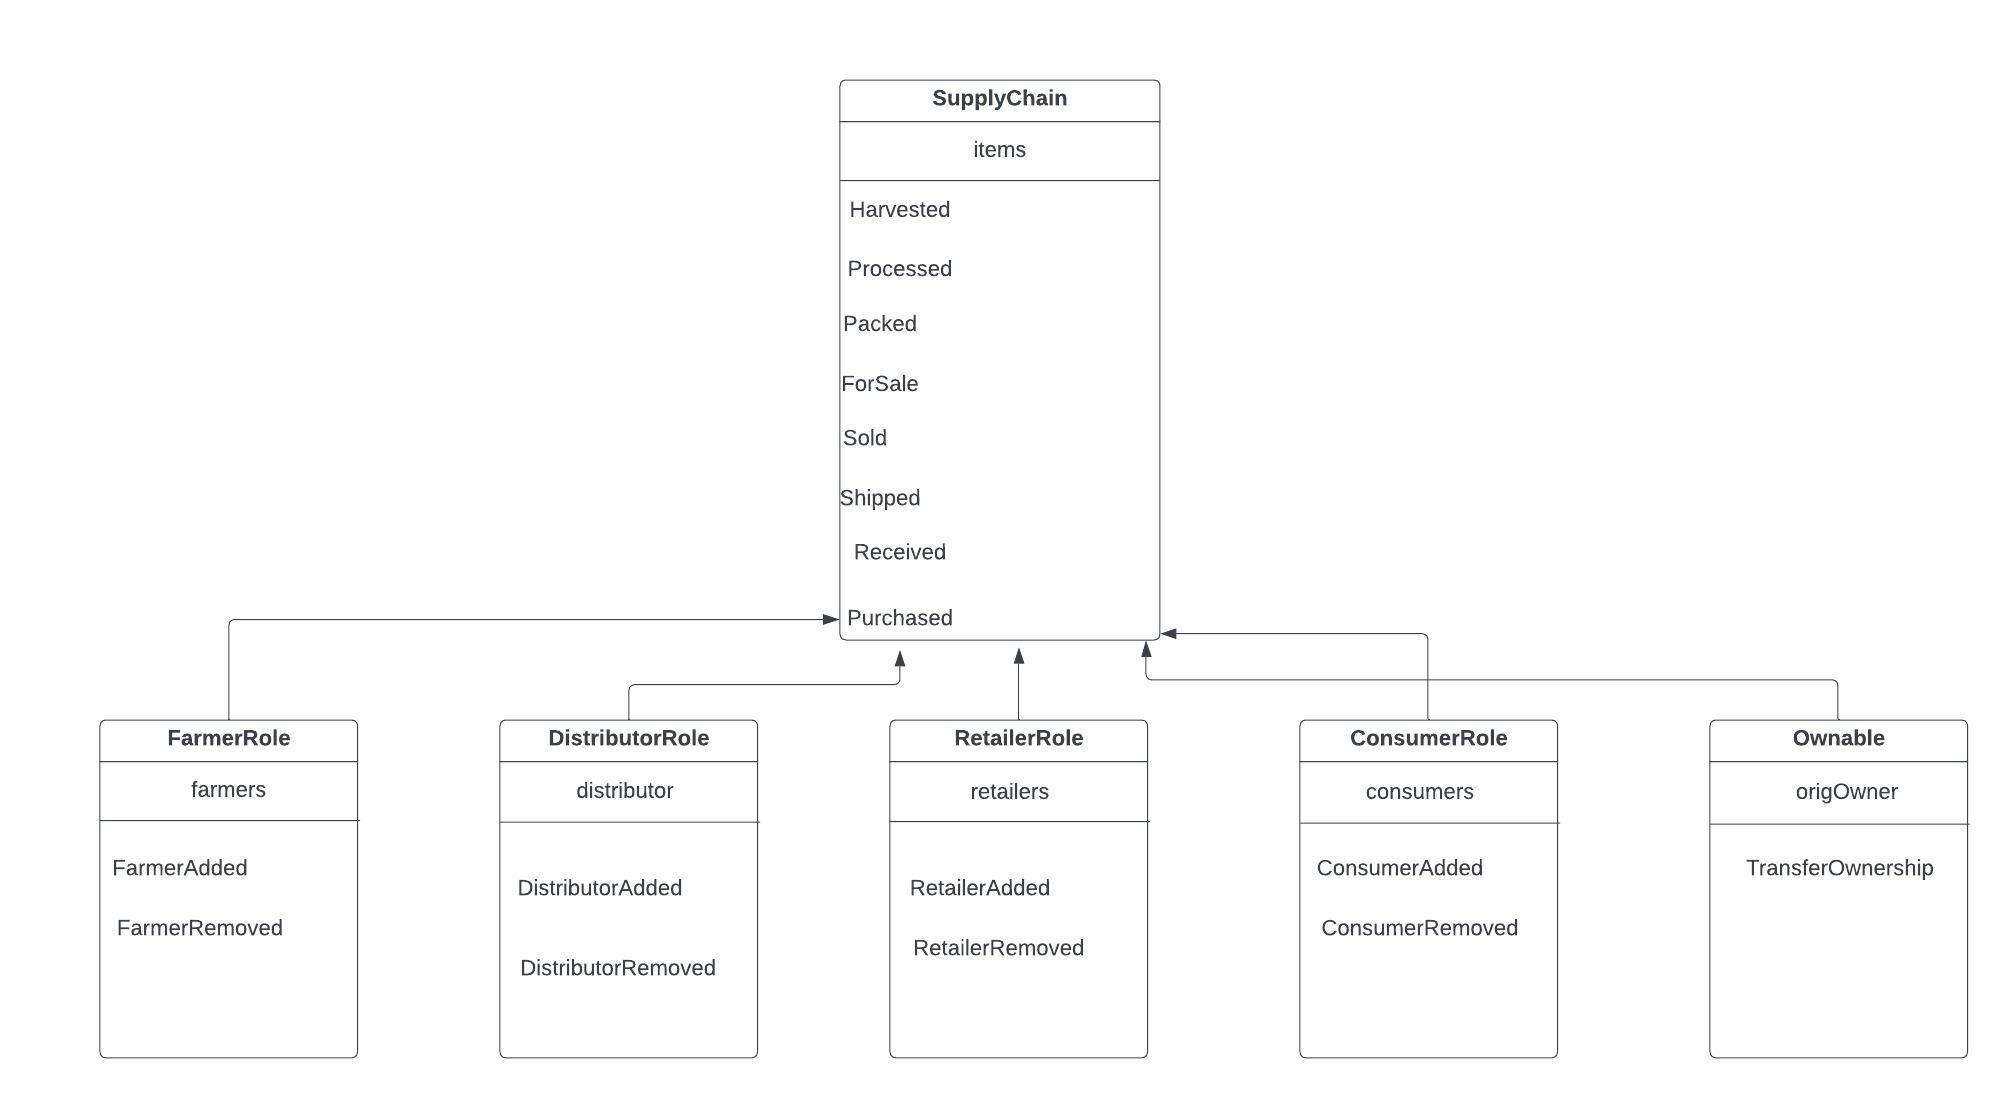 SupplyChain
items
Harvested
Processed
Packed
ForSale
Sold
Shipped
Received
Purchased
FarmerRole
farmers
FarmerAdded
FarmerRemoved
DistributorRole
distributor
DistributorAdded
DistributorRemoved
RetailerRole
retailers
RetailerAdded
RetailerRemoved
ConsumerRole
consumers
ConsumerAdded
ConsumerRemoved
Ownable
origOwner
TransferOwnership